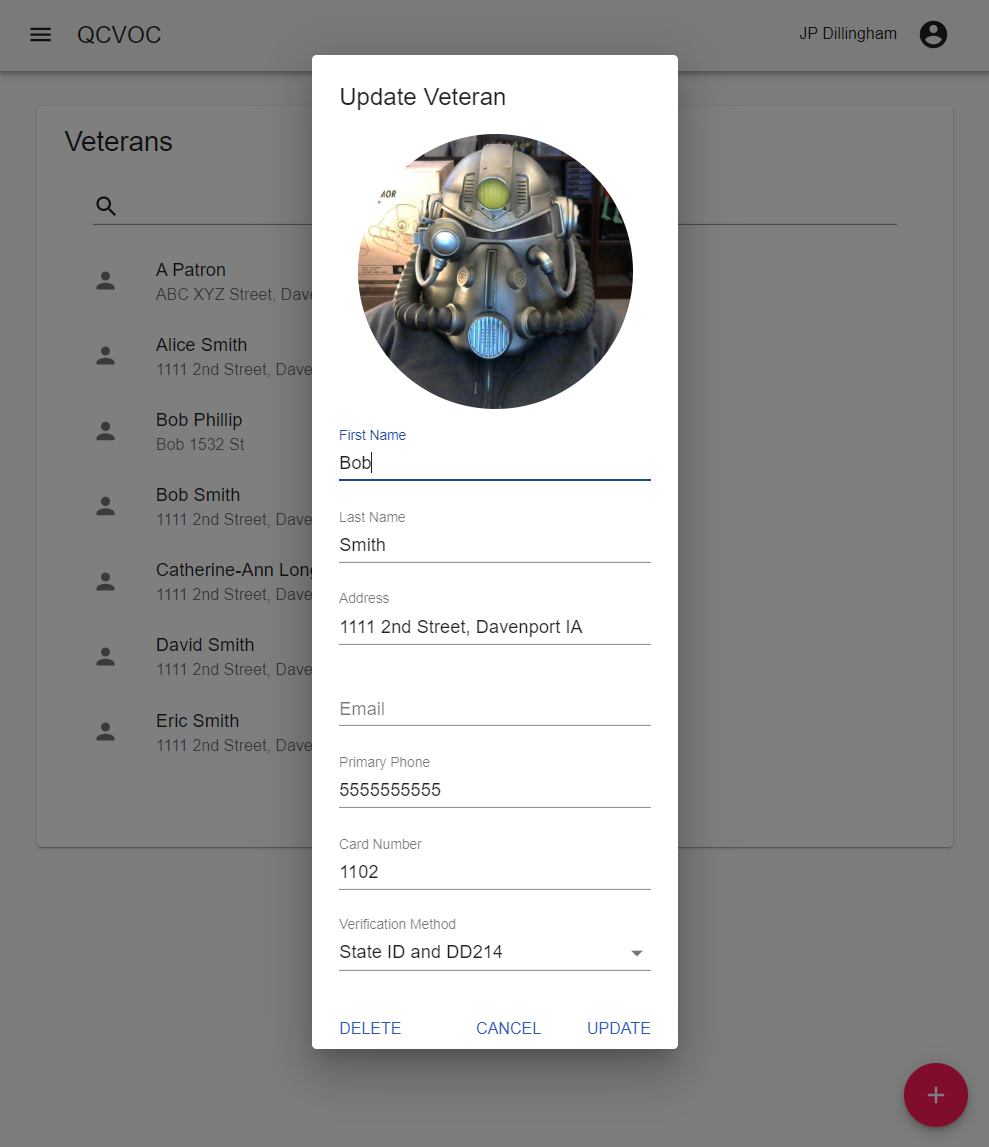 QCVOC
JP Dillingham
Veterans
A Patron
ABC XYZ Street, Dave
Alice Smith
1111 2nd Street, Dave
Bob Phillip
Bob 1532 St
Bob Smith
1111 2nd Street, Dave
Catherine-Ann Long
1111 2nd Street, Dave
David Smith
1111 2nd Street, Dave
Eric Smith
1111 2nd Street, Dave
Update Veteran
First Name
Bob
Last Name
Smith
Address
1111 2nd Street, Davenport IA
Email
Primary Phone
5555555555
Card Number
1102
Verification Method
State ID and DD214
DELETE CANCEL UPDATE